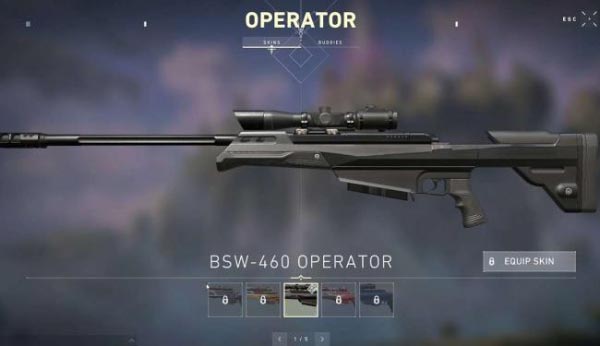 OPERATOR
ESC
SKINS
BUDDIES
BSW-460 OPERATOR
EQUIP SKIN
1 / 5